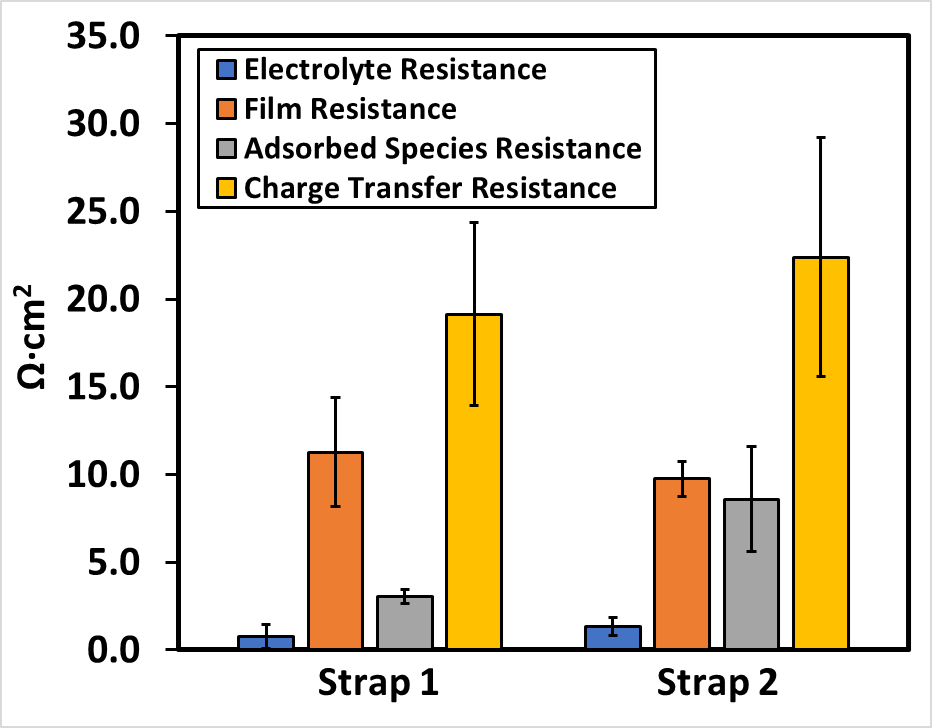 35.0
30.0
25.0
20.0
15.0
10.0
5.0
0.0
Ω·cm²
Electrolyte Resistance
Film Resistance
Adsorbed Species Resistance
Charge Transfer Resistance
Strap 1
Strap 2